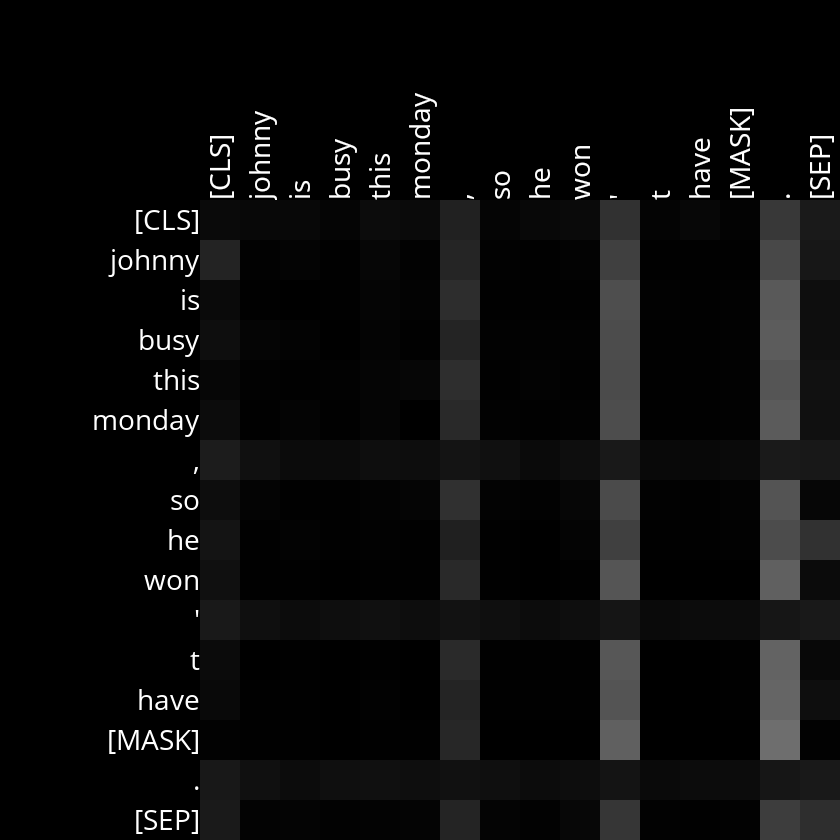 [CLS] johnny is busy this monday , so he won ' t have [MASK] . [SEP]
[CLS]
johnny
is
busy
this
monday
,
so
he
won
'
t
have
[MASK]
.
[SEP]